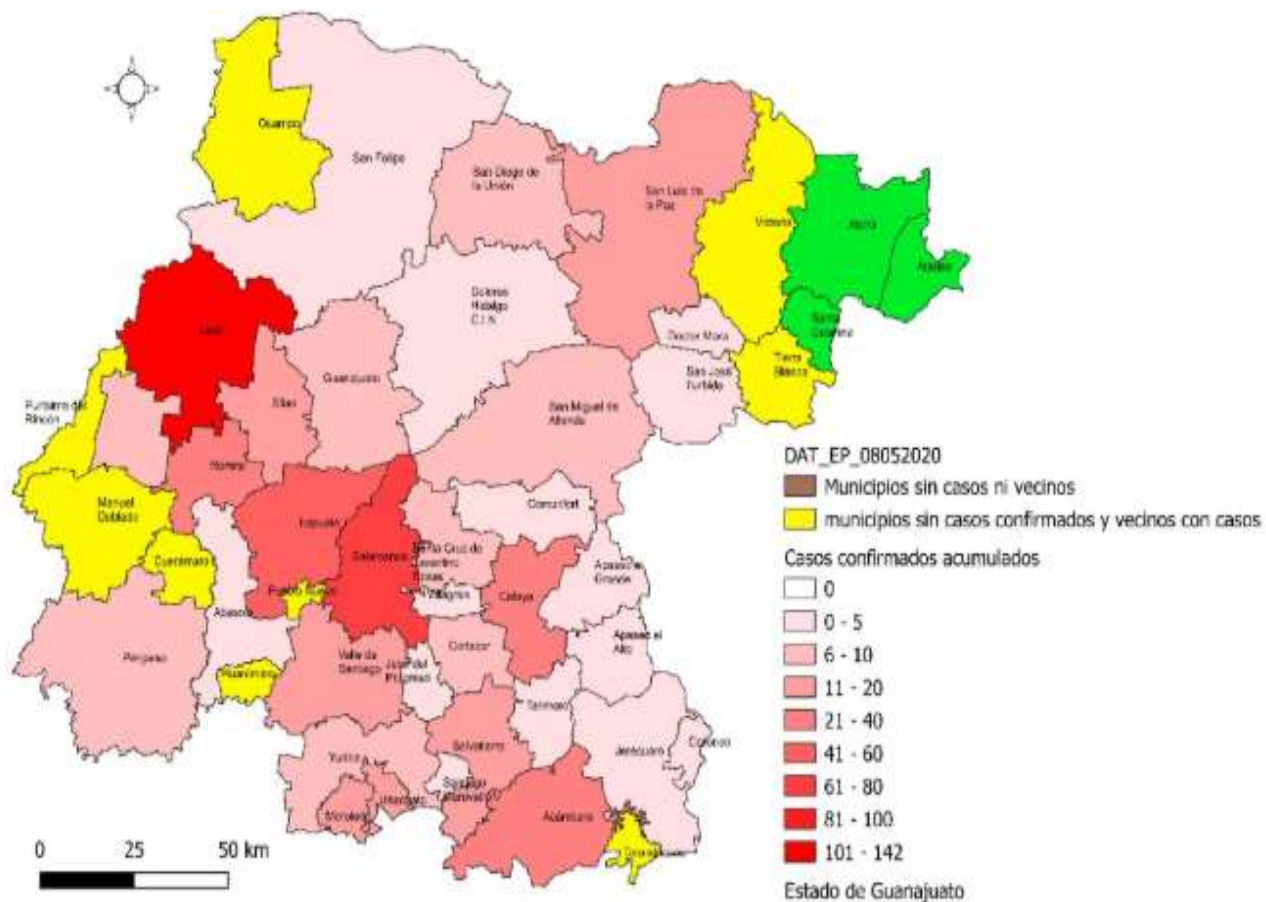 Ocampo
San Felipe
San Diego de
la Unión
San Luis de
la Paz
Victoria
Dolores
Hidalgo
C.I.N.
Santa
Catarina
Doctor Mora
Tierra
Blanca
San José
Iturbide
León
Guanajuato
Silao
San Miguel de
Allende
Purísima del
Rincón
Romita
Manuel
Doblado
Irapuato
Comonfort
Salamanca
Cuerámaro
Santa Cruz de
Juventino
Rosas
Apaseo el
Grande
Pueblo Nuevo
Villagrán
Celaya
Abasolo
Apaseo el
Alto
Cortazar
Pénjamo
Valle de
Santiago
Jaral del
Progreso
Huanímaro
Tarimoro
Jerécuaro
Coroneo
Salvatierra
Yuriria
Uriangato
Moroleón
Acámbaro
DAT_EP_08052020
Municipios sin casos ni vecinos
municipios sin casos confirmados y vecinos con casos
Casos confirmados acumulados
0
0 - 5
6 - 10
11 - 20
21 - 40
41 - 60
61 - 80
81 - 100
101 - 142
Estado de Guanajuato
0 25 50 km